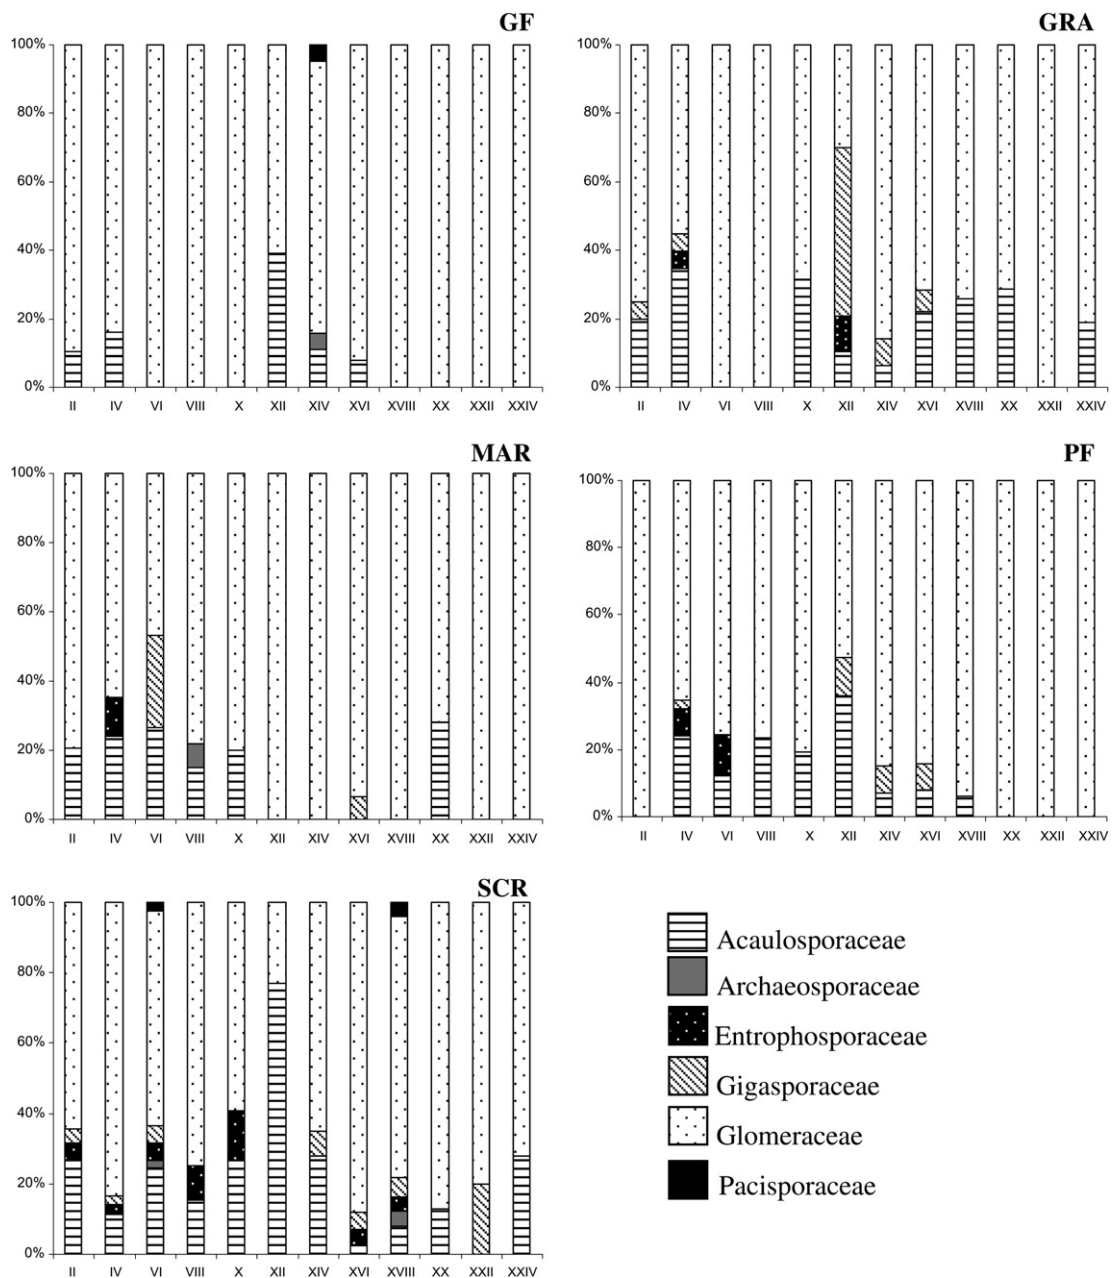 GF
100%
80%
60%
40%
20%
0%
II IV VI VIII X XII XIV XVI XVIII XX XXII XXIV
GRA
100%
80%
60%
40%
20%
0%
II IV VI VIII X XII XIV XVI XVIII XX XXII XXIV
MAR
100%
80%
60%
40%
20%
0%
II IV VI VIII X XII XIV XVI XVIII XX XXII XXIV
PF
100%
80%
60%
40%
20%
0%
II IV VI VIII X XII XIV XVI XVIII XX XXII XXIV
SCR
100%
80%
60%
40%
20%
0%
II IV VI VIII X XII XIV XVI XVIII XX XXII XXIV
Acaulosporaceae
Archaeosporaceae
Entrophosporaceae
Gigasporaceae
Glomeraceae
Pacisporaceae